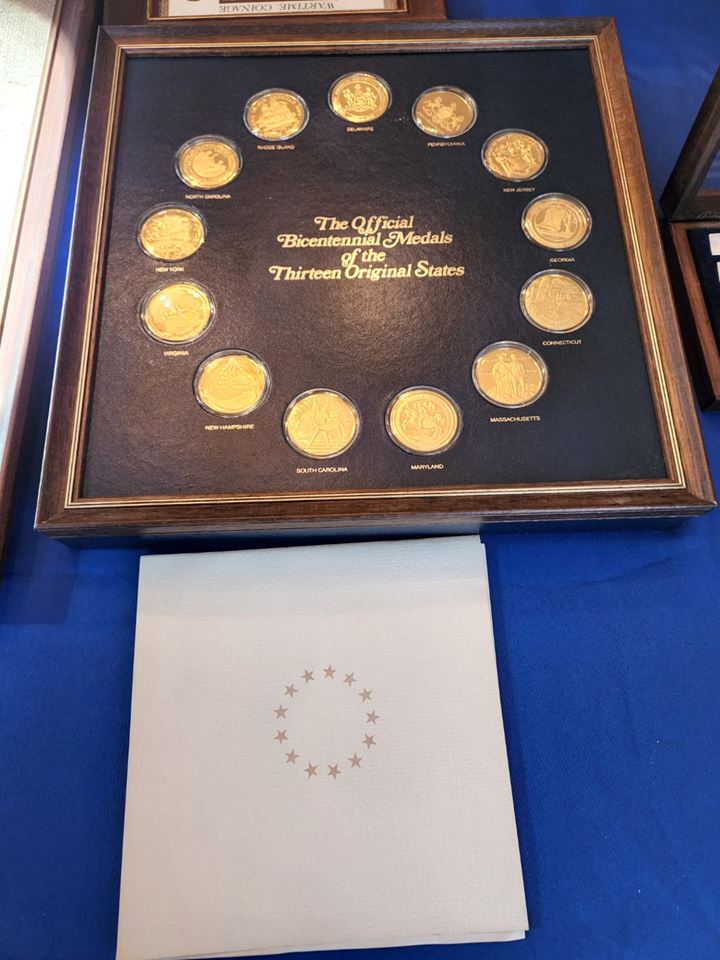 WARTIME COINAGE
DELAWARE
RHODE ISLAND
PENNSYLVANIA
NORTH CAROLINA
NEW JERSEY
The Official
Bicentennial Medals
of the
Thirteen Original States
NEW YORK
GEORGIA
VIRGINIA
CONNECTICUT
NEW HAMPSHIRE
MASSACHUSETTS
SOUTH CAROLINA
MARYLAND